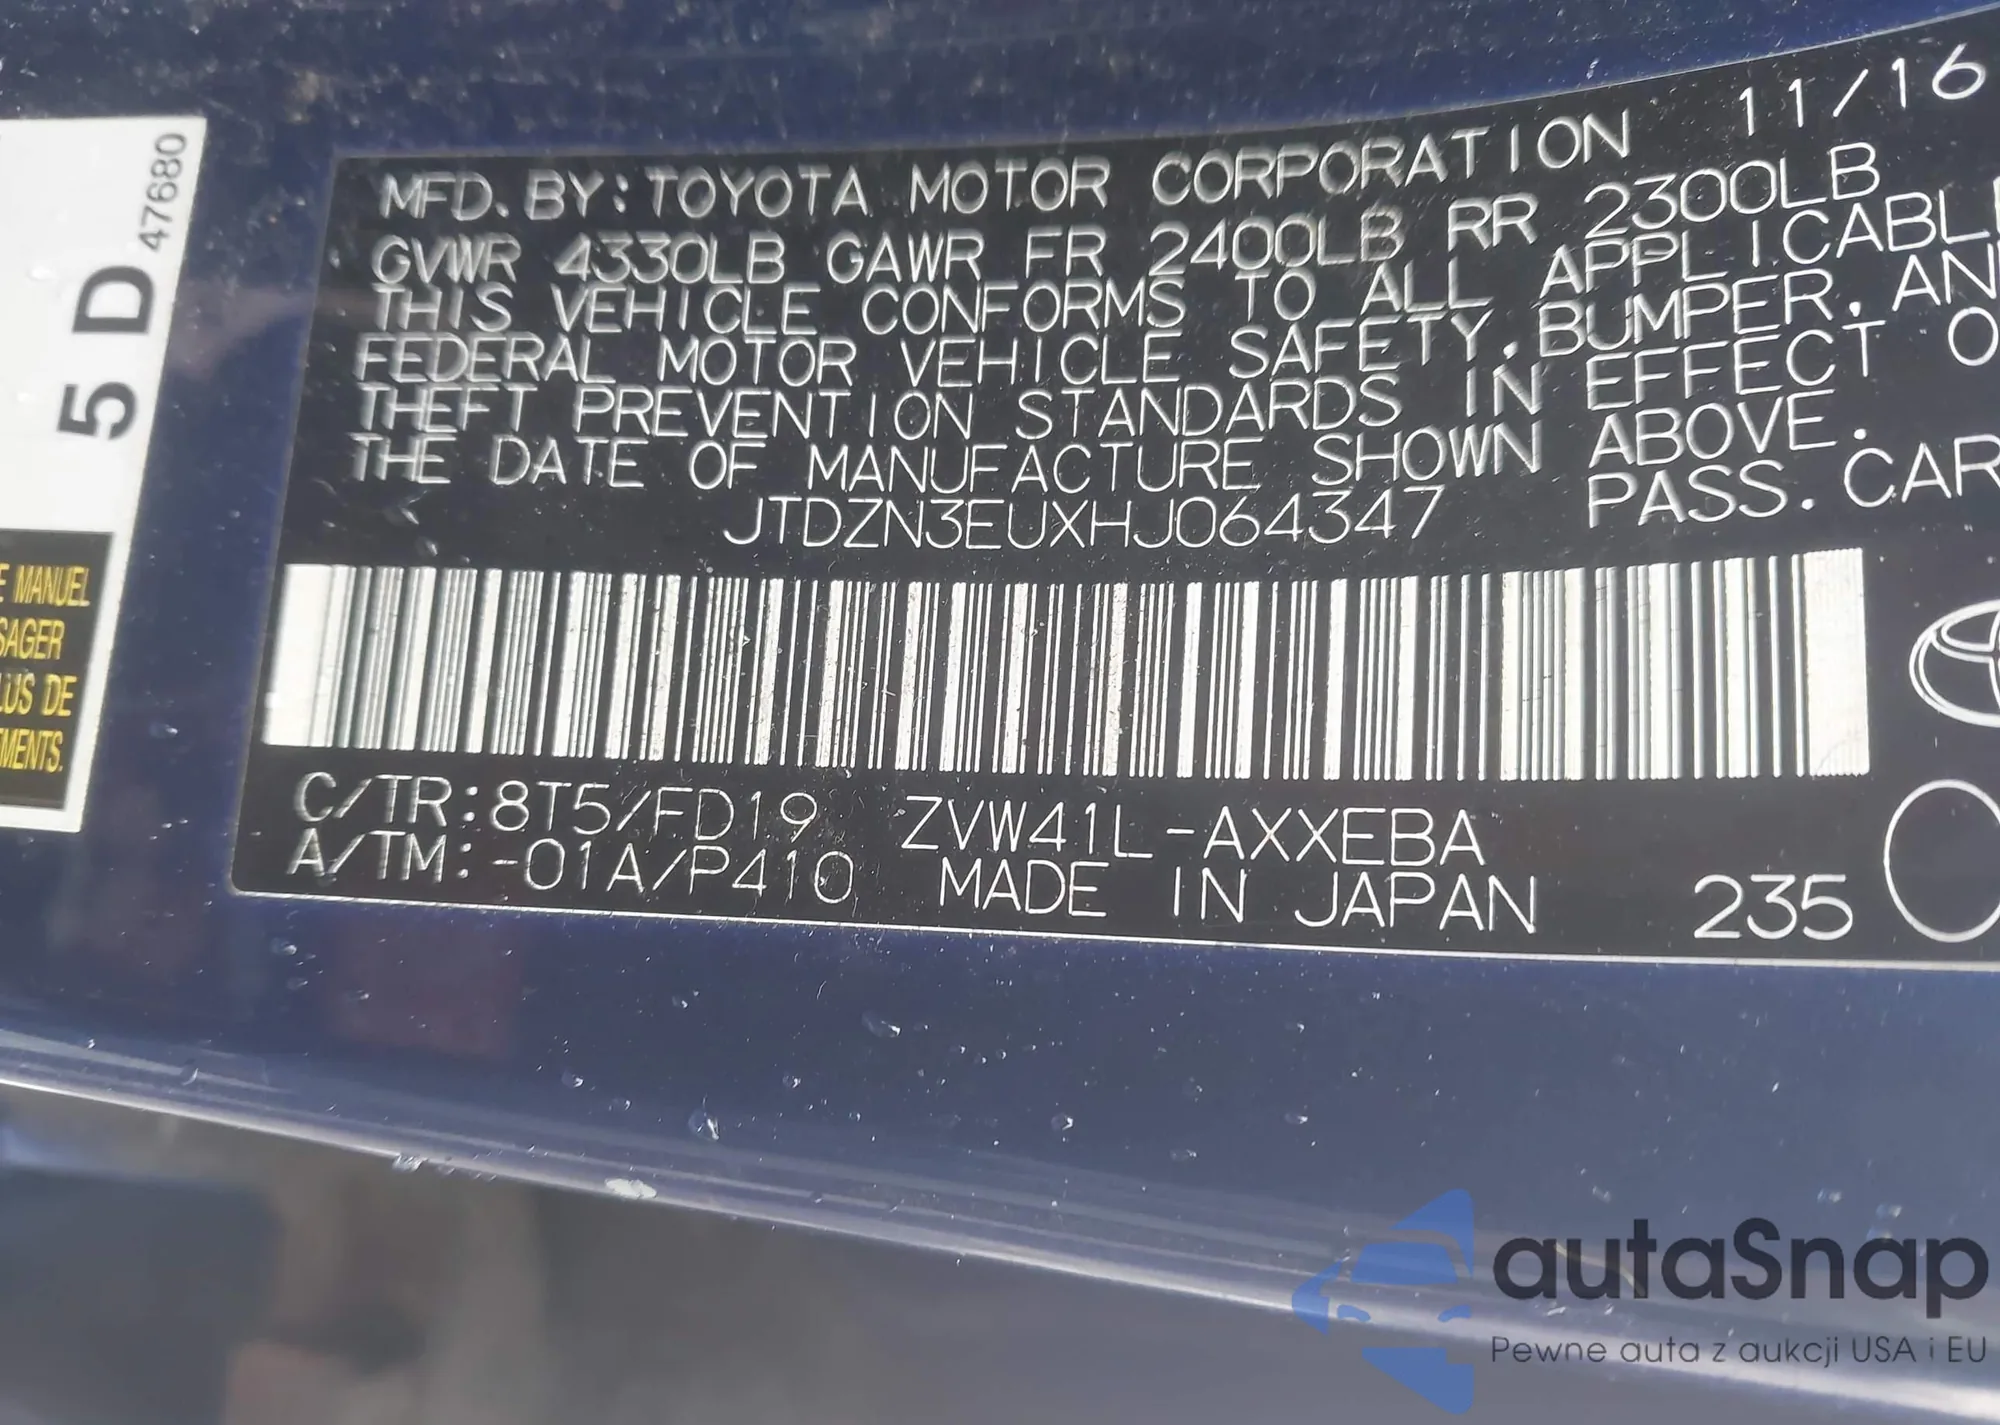 47680
5 D
MANUEL
LUS DE
MFD. BY: TOYOTA MOTOR CORPORATION 11/16
GVWR 4330LB GAWR FR 2400LB RR 2300LB
THIS VEHICLE CONFORMS TO ALL APPLICABL
FEDERAL MOTOR VEHICLE SAFETY, BUMPER, AN
THEFT PREVENTION STANDARDS IN EFFECT O
THE DATE OF MANUFACTURE SHOWN ABOVE.
JTDZN3EUXHJ064347 PASS. CAR
C/TR: 8T5/FD19 ZVW41L-AXXEBA
A/TM: -01A/P410 MADE IN JAPAN 235
autaSnap
Pewne auta z aukcji USA i EU